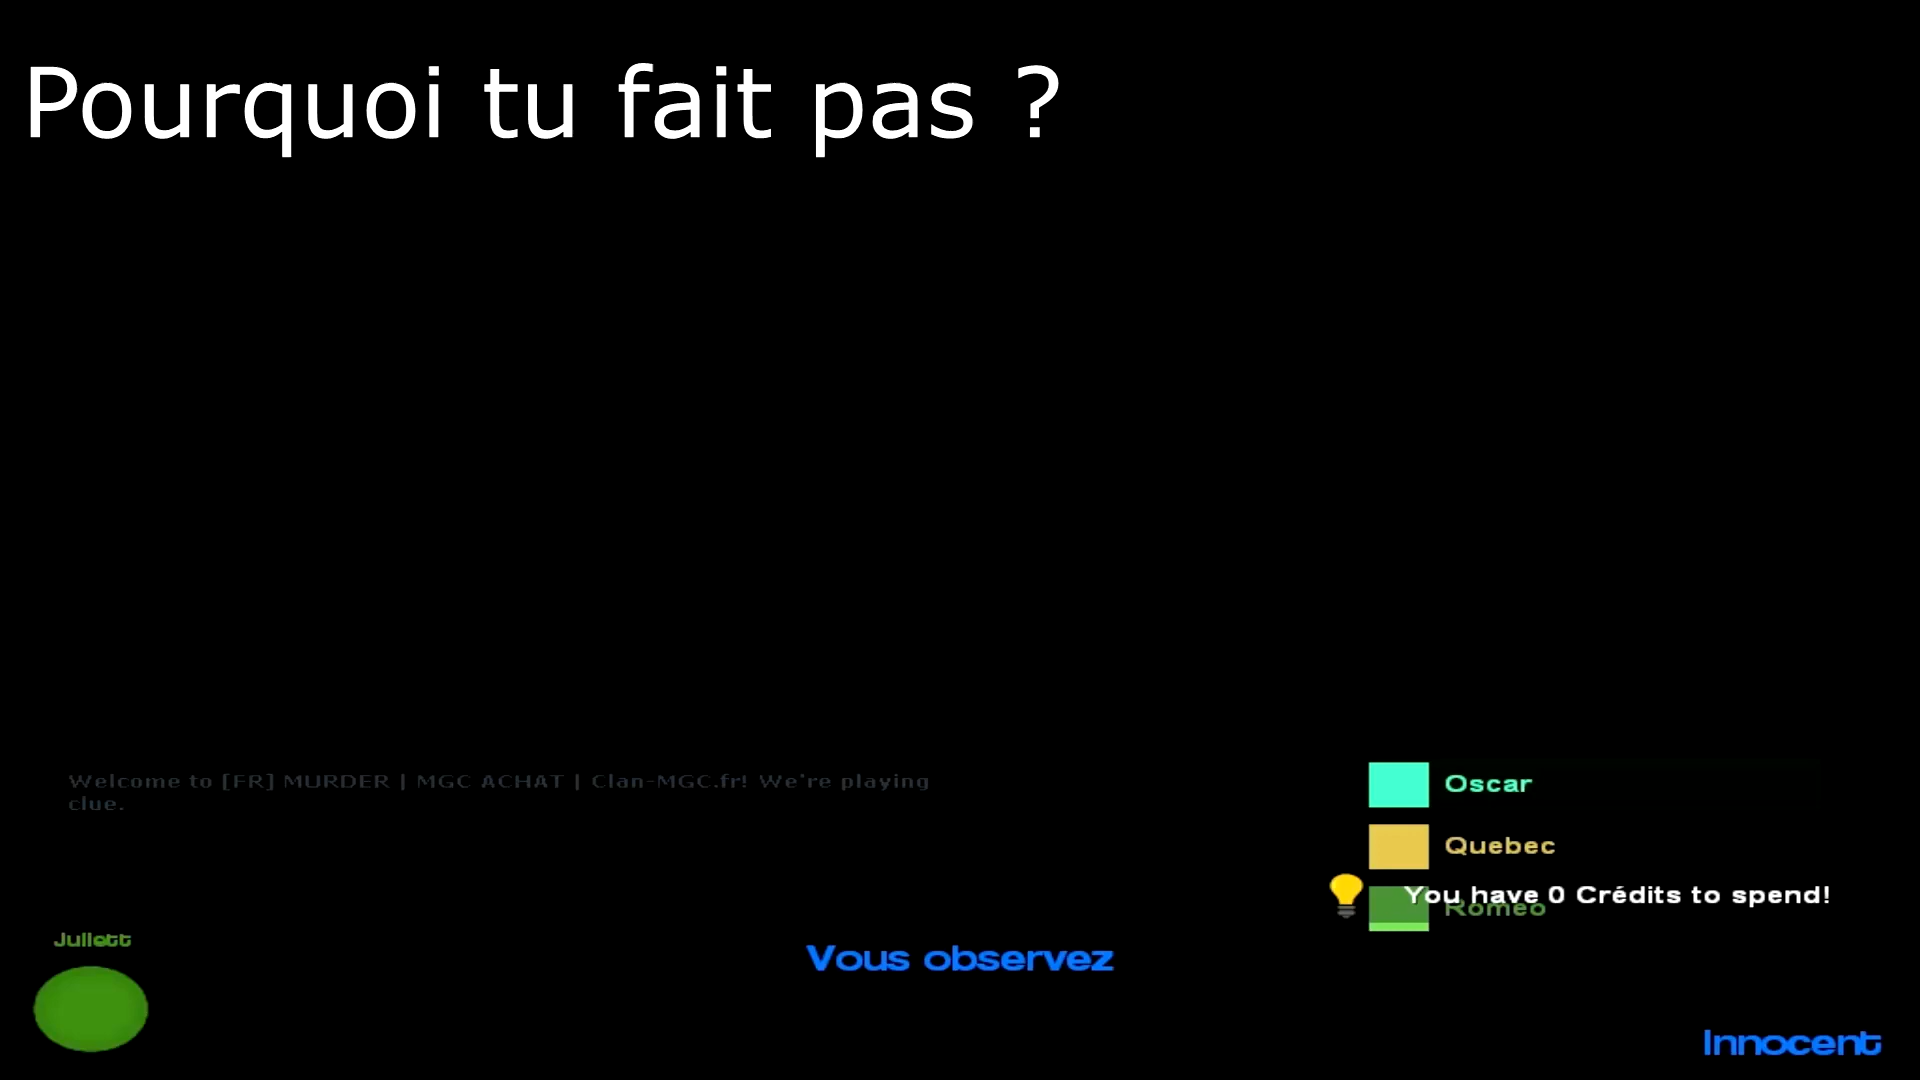 Pourquoi tu fait pas ?
Welcome to [FR] MURDER | MGC ACHAT | Clan-MGC.fr! We're playing
clue.
Oscar
Quebec
You have 0 Crédits to spend!
Romeo
Juliett
Vous observez
Innocent